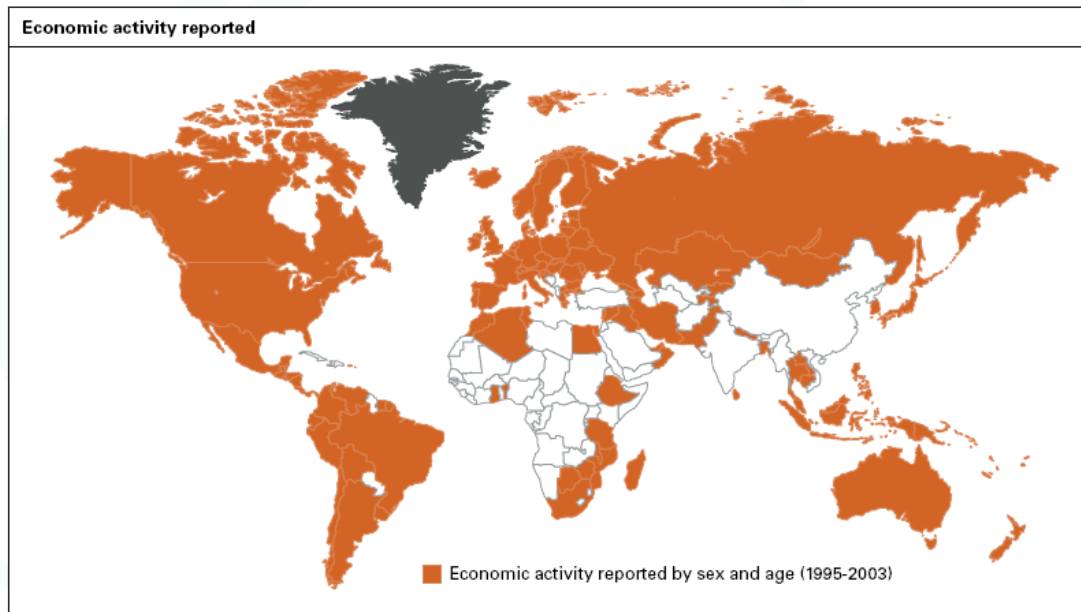 Economic activity reported
Economic activity reported by sex and age (1995-2003)